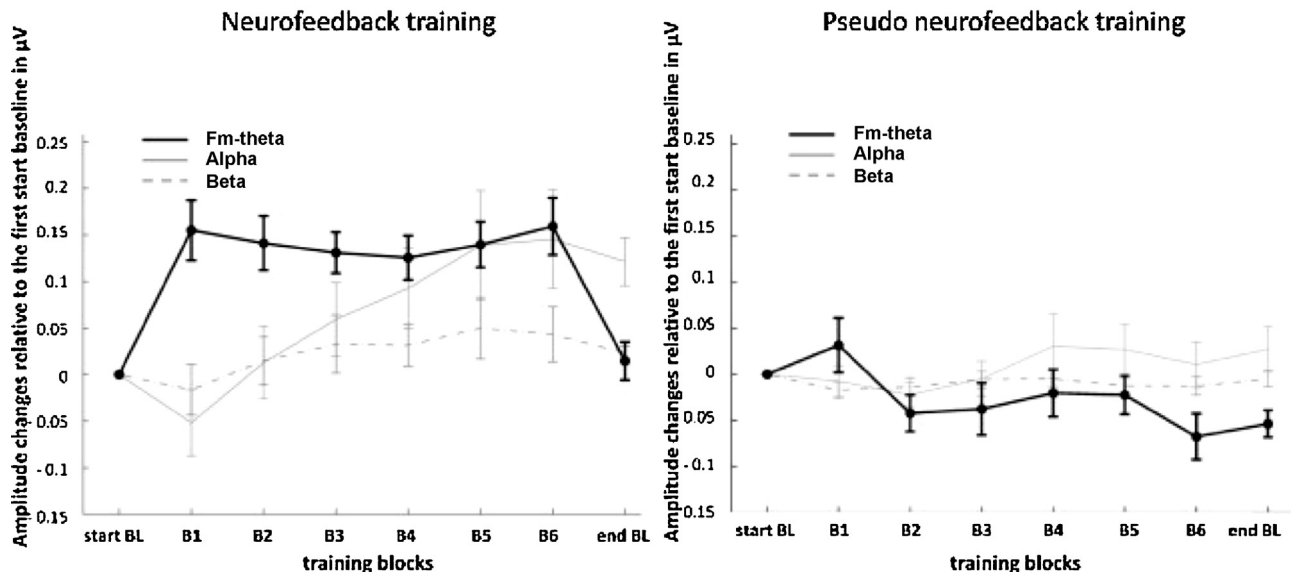 Neurofeedback training
Amplitude changes relative to the first start baseline in µV
Fm-theta
Alpha
Beta
0.25
0.2
0.15
0.1
0.05
0
-0.05
-0.1
0.15
start BL B1 B2 B3 B4 B5 B6 end BL
training blocks
Pseudo neurofeedback training
Amplitude changes relative to the first start baseline in µV
Fm-theta
Alpha
Beta
0.25
0.2
0.15
0.1
0.05
0
0.05
-0.1
0.15
start BL B1 B2 B3 B4 B5 B6 end BL
training blocks